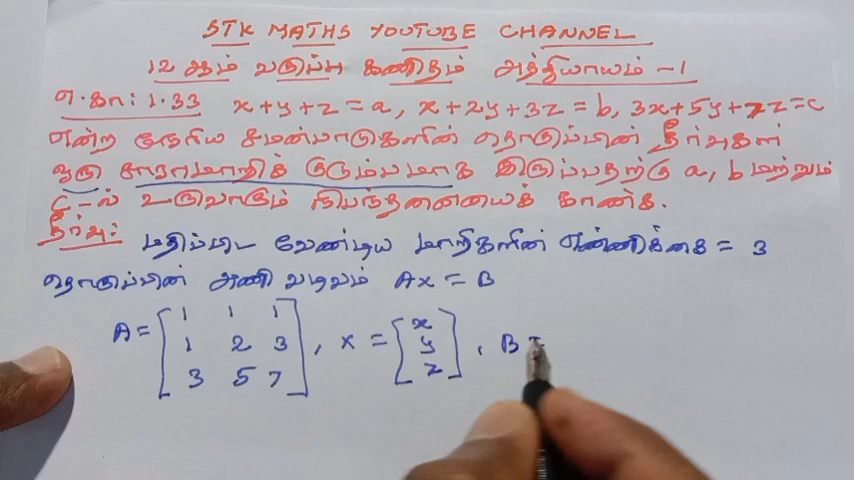 STK MATHS YOUTUBE CHANNEL
12 ஆம் வகுப்பு கணிதம் அத்தியாயம் - 1
எ.கா: 1.33 x+y+z = a, x+2y+3z = b, 3x+5y+7z = c
என்ற நேரிய சமன்பாடுகளின் தொகுப்பின் தீர்வுகள்
ஒரு சாராமாறிக் குடும்பமாக இருப்பதற்கு a, b மற்றும்
C-ல் உருவாகும் நிபந்தனையைக் காண்க.
தீர்வு: மதிப்பிட வேண்டிய மாறிகளின் எண்ணிக்கை = 3
தொகுப்பின் அணி வடிவம் AX = B
A = [ 1 1 1 , X = [ x , B =
1 2 3 y
3 5 7 ] z ]